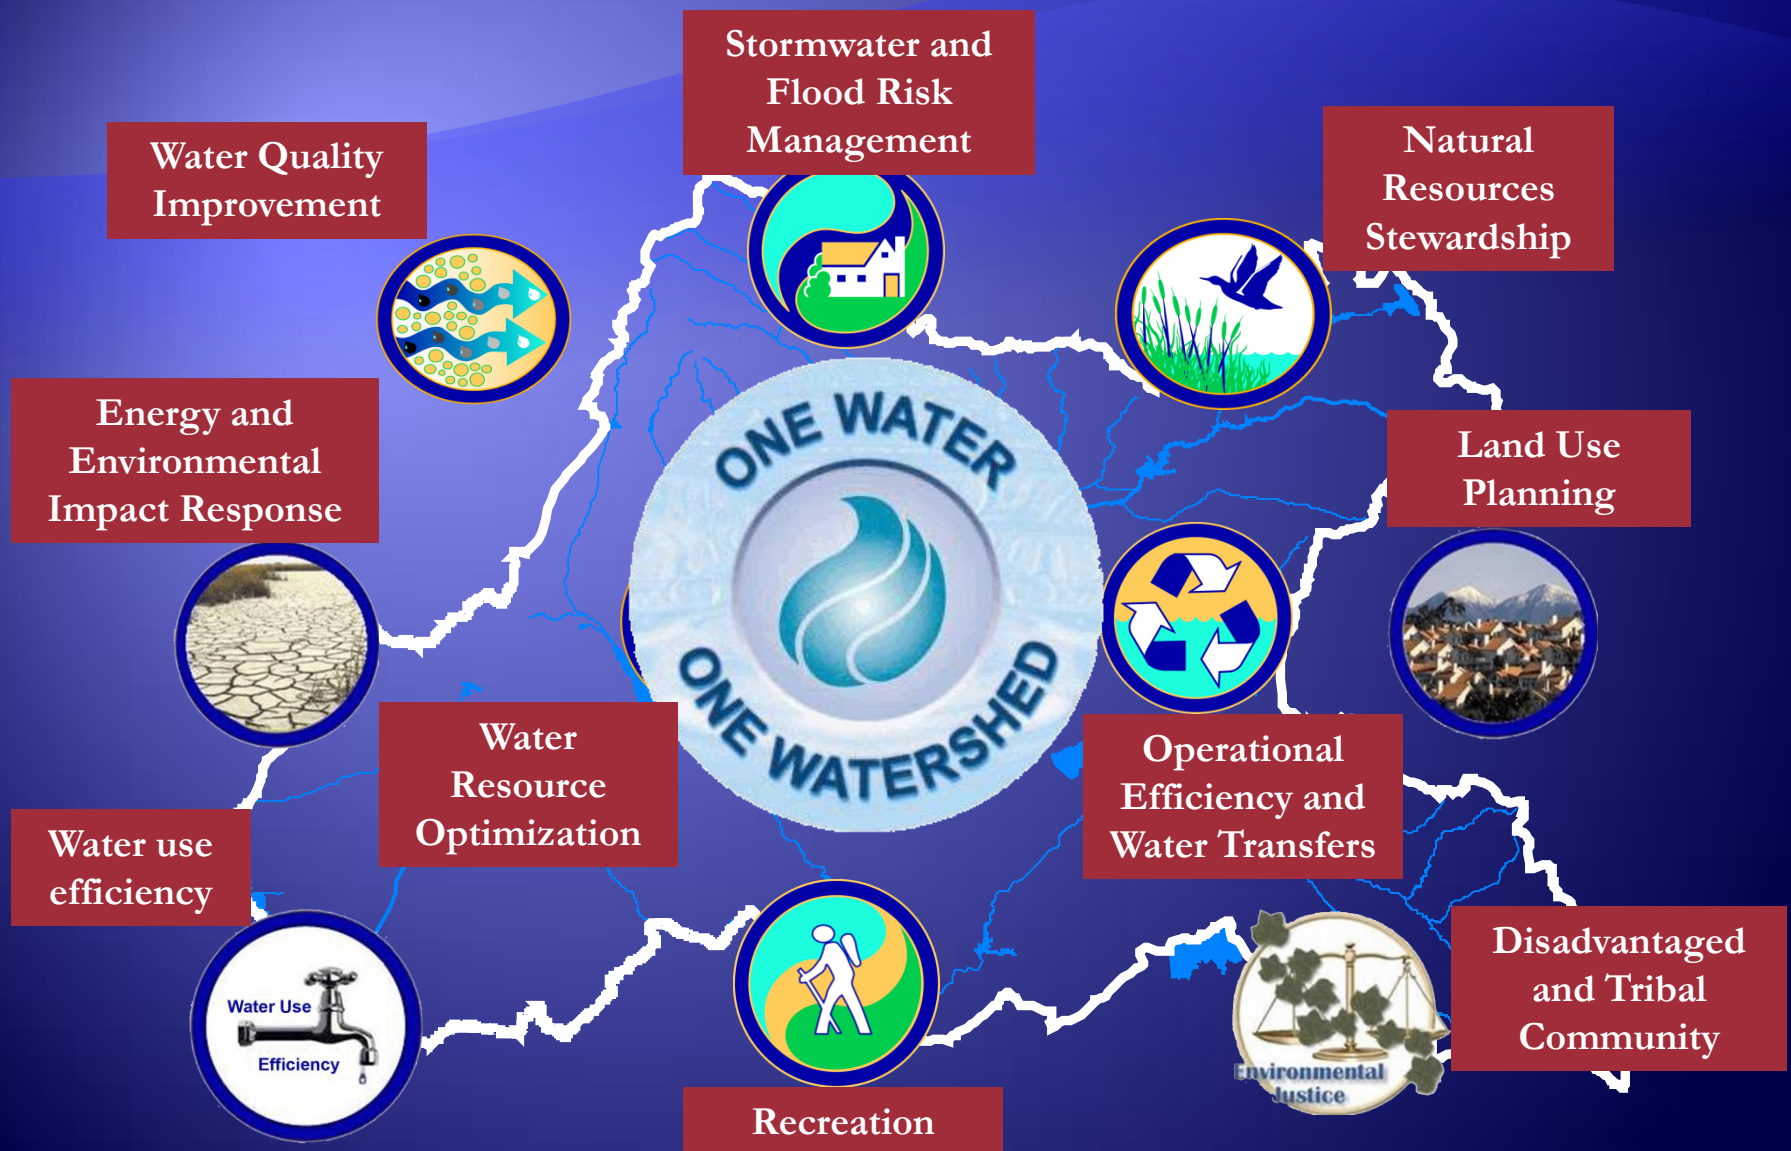 Stormwater and
Flood Risk
Management
Water Quality
Improvement
Natural
Resources
Stewardship
Energy and
Environmental
Impact Response
ONE WATER
ONE WATERSHED
Land Use
Planning
Water
Resource
Optimization
Operational
Efficiency and
Water Transfers
Water use
efficiency
Water Use
Efficiency
Recreation
Environmental
Justice
Disadvantaged
and Tribal
Community